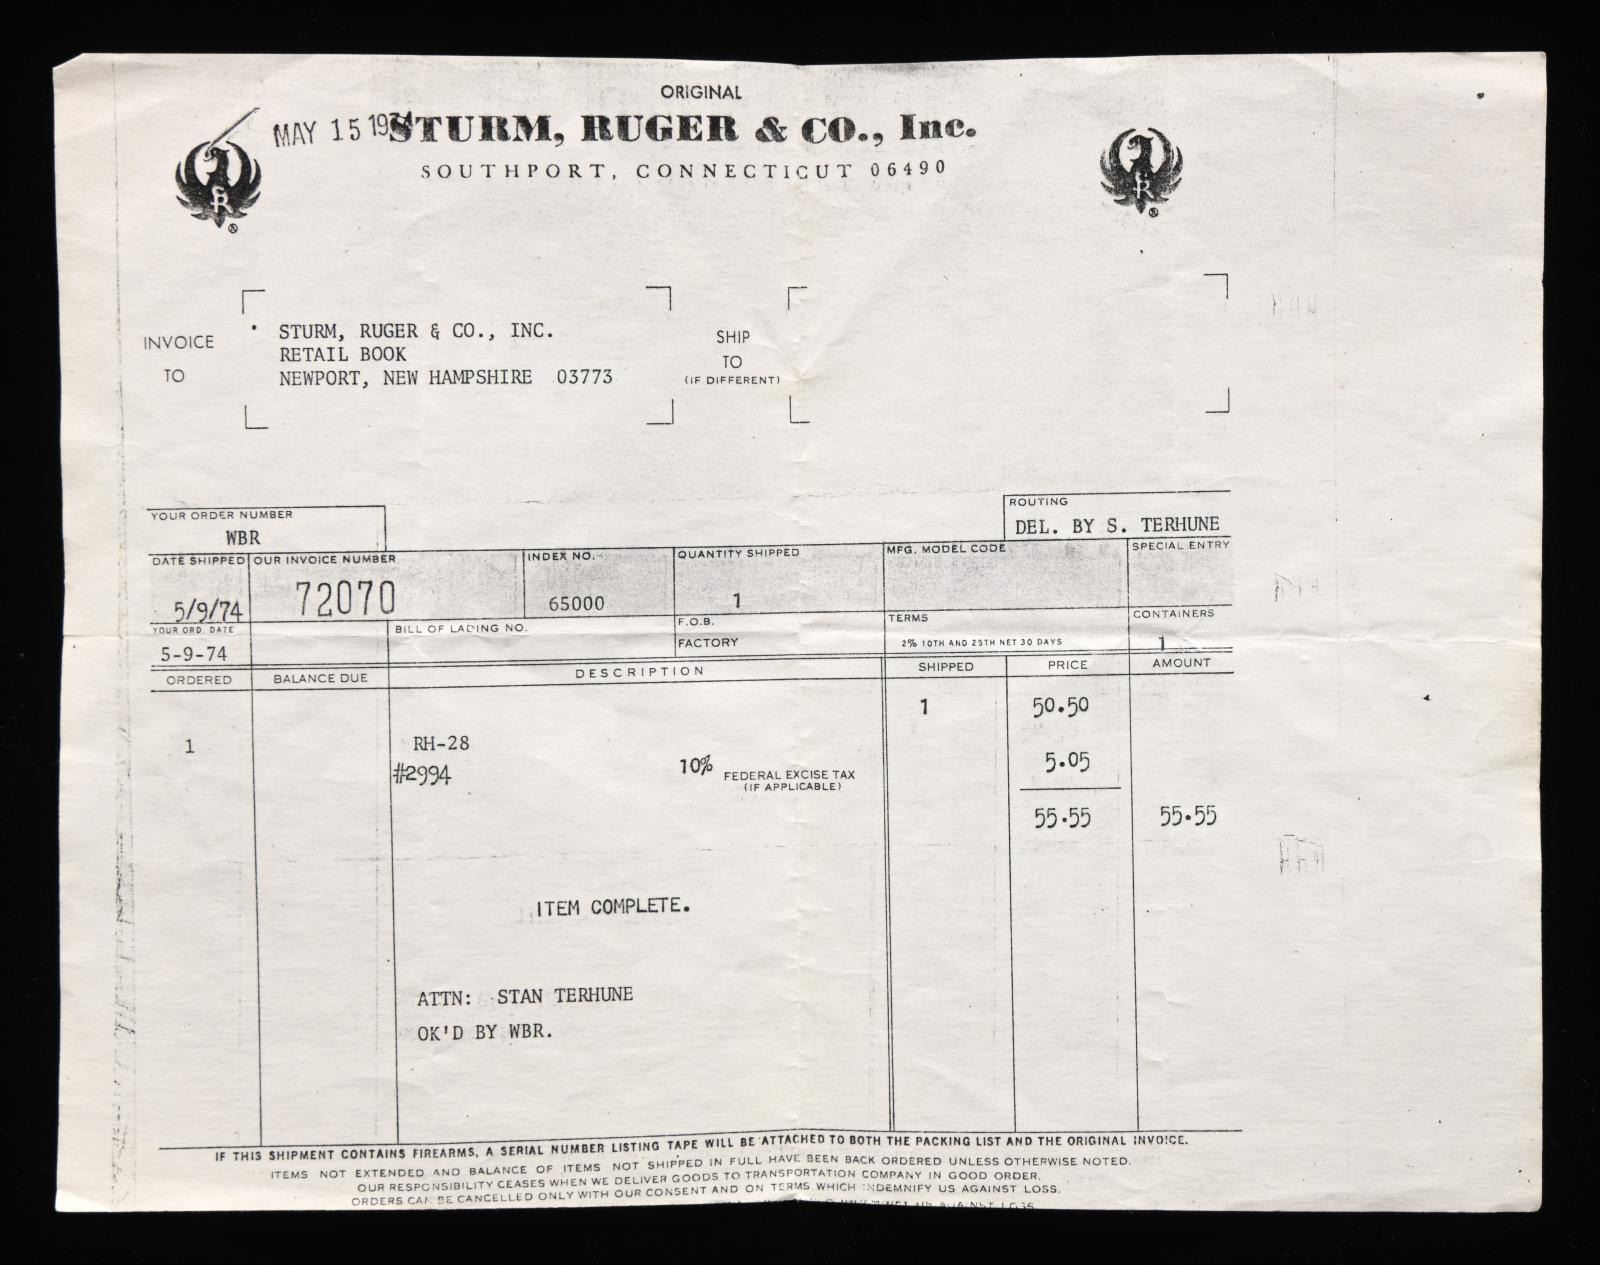 ORIGINAL
MAY 15 1974
STURM, RUGER & CO., Inc.
SOUTHPORT, CONNECTICUT 06490
R
®
R
®
INVOICE
TO
STURM, RUGER & CO., INC.
RETAIL BOOK
NEWPORT, NEW HAMPSHIRE 03773
SHIP
TO
(IF DIFFERENT)
YOUR ORDER NUMBER
WBR
ROUTING
DEL. BY S. TERHUNE
DATE SHIPPED
5/9/74
OUR INVOICE NUMBER
72070
INDEX NO.
65000
QUANTITY SHIPPED
1
MFG. MODEL CODE
SPECIAL ENTRY
YOUR ORD. DATE
5-9-74
BILL OF LADING NO.
F.O.B.
FACTORY
TERMS
2% 10TH AND 25TH NET 30 DAYS
CONTAINERS
1
ORDERED BALANCE DUE DESCRIPTION SHIPPED PRICE AMOUNT
1 50.50
1 RH-28
#2994 10% FEDERAL EXCISE TAX 5.05
(IF APPLICABLE)
55.55 55.55
ITEM COMPLETE.
ATTN: STAN TERHUNE
OK'D BY WBR.
IF THIS SHIPMENT CONTAINS FIREARMS, A SERIAL NUMBER LISTING TAPE WILL BE ATTACHED TO BOTH THE PACKING LIST AND THE ORIGINAL INVOICE.
ITEMS NOT EXTENDED AND BALANCE OF ITEMS NOT SHIPPED IN FULL HAVE BEEN BACK ORDERED UNLESS OTHERWISE NOTED.
OUR RESPONSIBILITY CEASES WHEN WE DELIVER GOODS TO TRANSPORTATION COMPANY IN GOOD ORDER.
ORDERS CAN BE CANCELLED ONLY WITH OUR CONSENT AND ON TERMS WHICH INDEMNIFY US AGAINST LOSS.